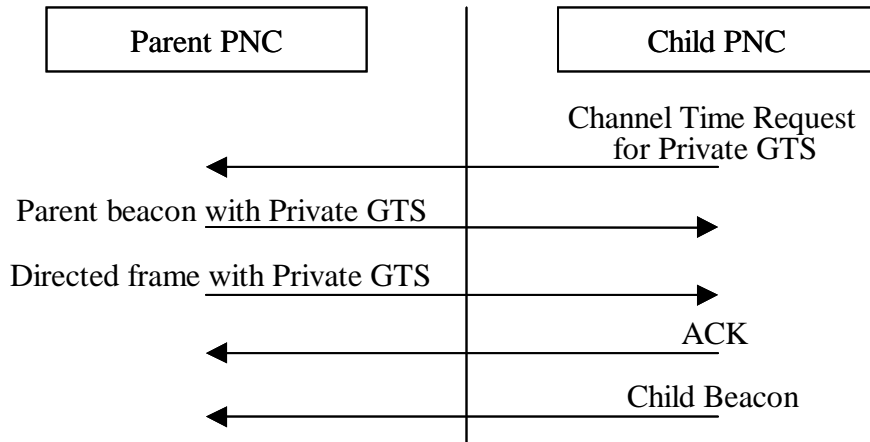 Parent PNC
Child PNC
Channel Time Request
for Private GTS
Parent beacon with Private GTS
Directed frame with Private GTS
ACK
Child Beacon